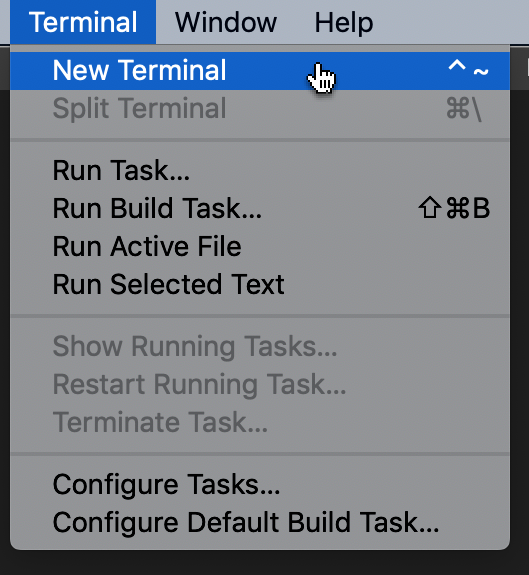 Terminal Window Help
New Terminal ^~
Split Terminal ⌘\
Run Task...
Run Build Task... ⇧⌘B
Run Active File
Run Selected Text
Show Running Tasks...
Restart Running Task...
Terminate Task...
Configure Tasks...
Configure Default Build Task...